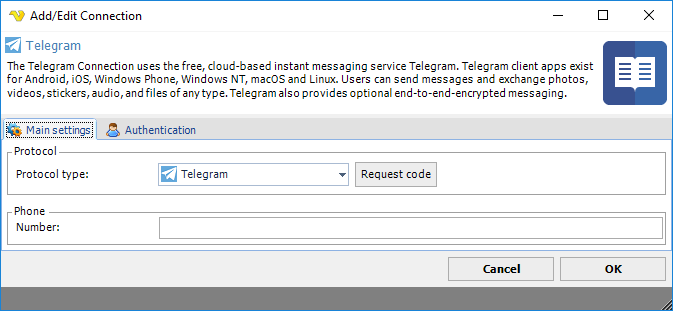 Add/Edit Connection
Telegram
The Telegram Connection uses the free, cloud-based instant messaging service Telegram. Telegram client apps exist
for Android, iOS, Windows Phone, Windows NT, macOS and Linux. Users can send messages and exchange photos,
videos, stickers, audio, and files of any type. Telegram also provides optional end-to-end-encrypted messaging.
Main settings Authentication
Protocol
Protocol type: Telegram Request code
Phone
Number:
Cancel OK